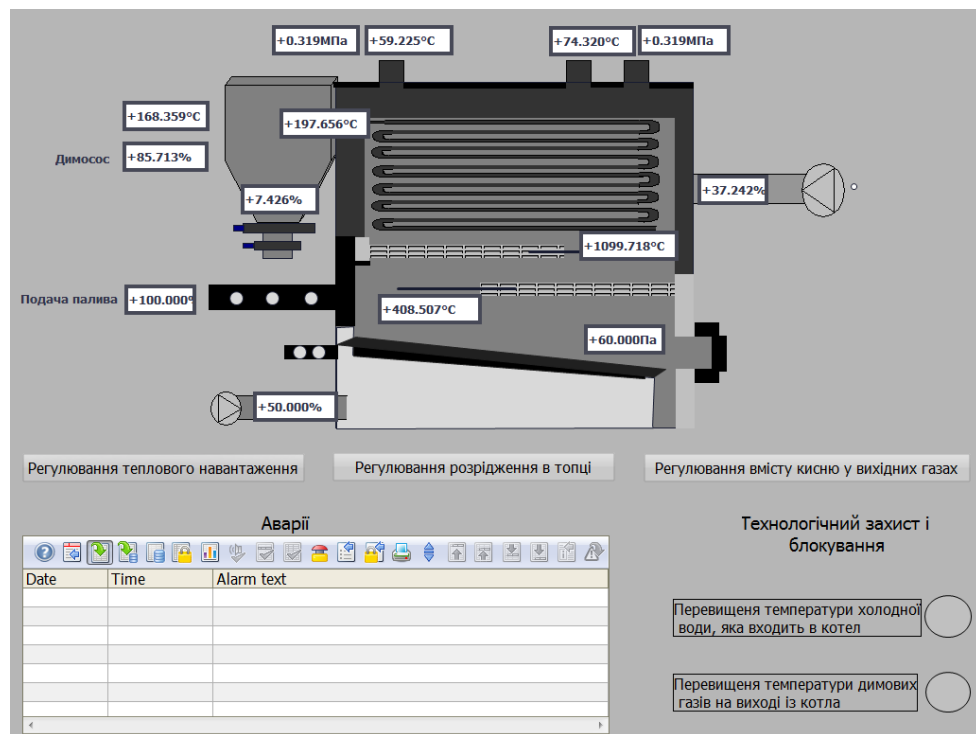 +0.319МПа
+59.225°C
+74.320°C
+0.319МПа
+168.359°C
+197.656°C
Димосос
+85.713%
+7.426%
+37.242%
+1099.718°C
Подача палива
+100.000°
+408.507°C
+60.000Па
+50.000%
Регулювання теплового навантаження
Регулювання розрідження в топці
Регулювання вмісту кисню у вихідних газах
Аварії
Технологічний захист і
блокування
Date Time Alarm text
Перевищеня температури холодної
води, яка входить в котел
Перевищеня температури димових
газів на виході із котла